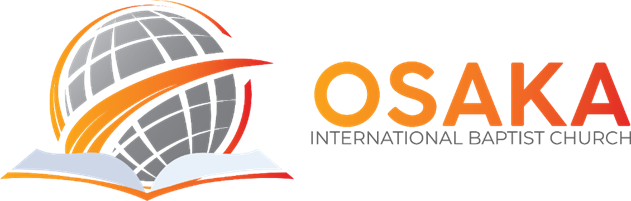 OSAKA
INTERNATIONAL BAPTIST CHURCH